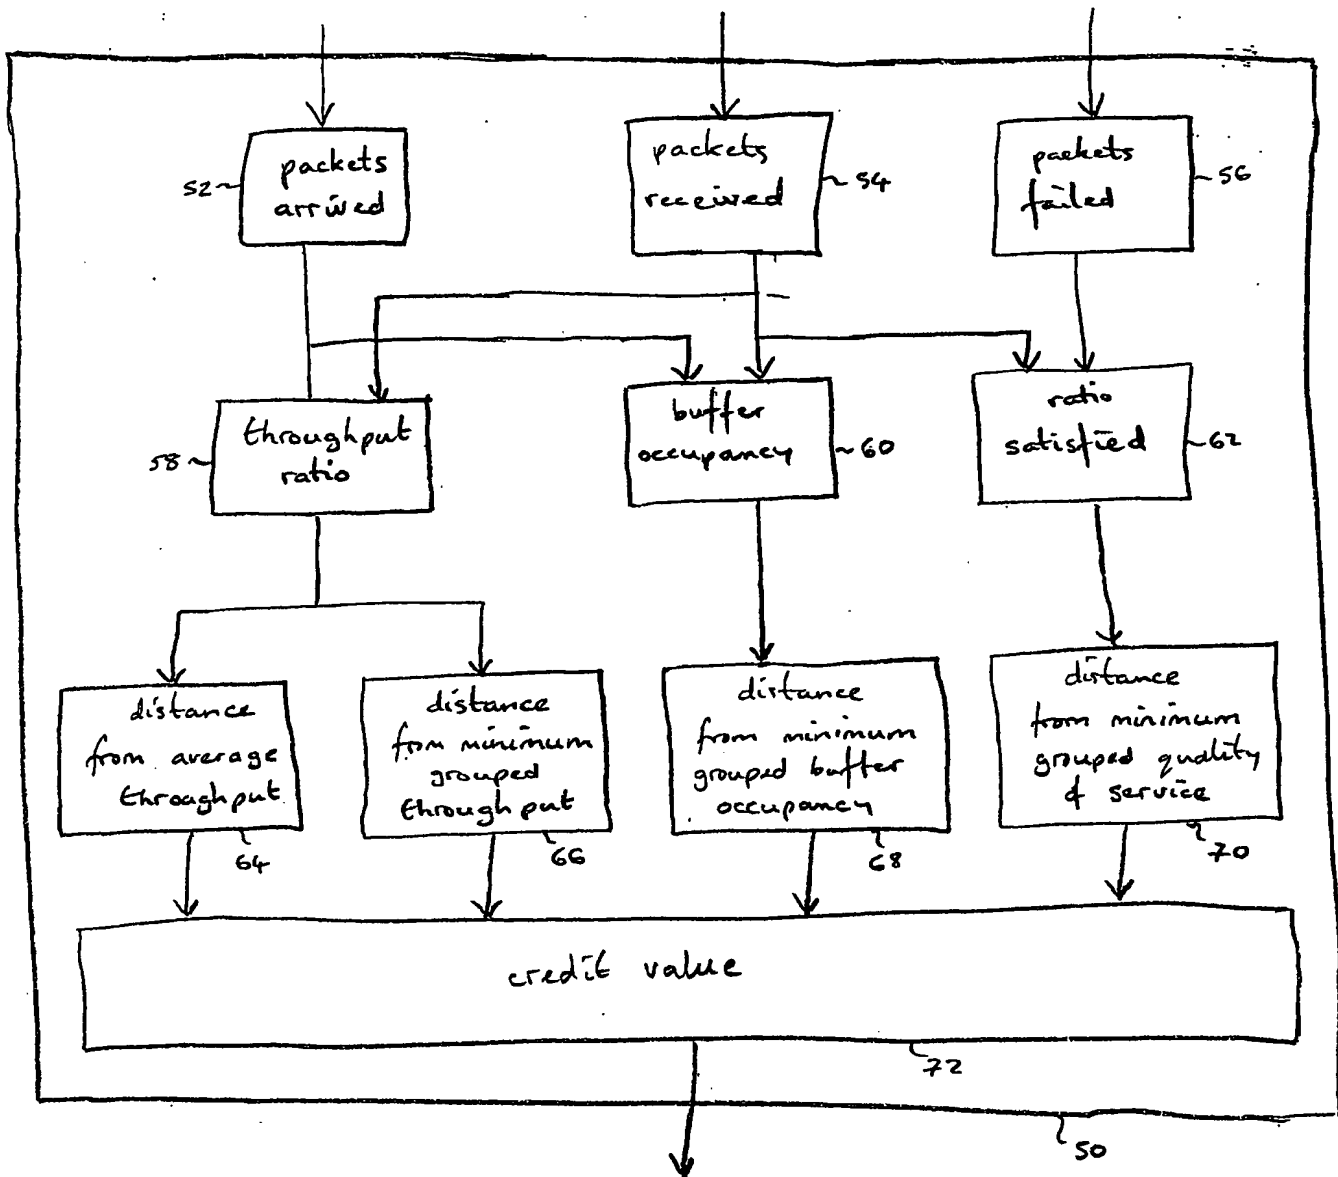 packets
arrived
52
packets
received
54
packets
failed
56
throughput
ratio
58
buffer
occupancy
60
ratio
satisfied
62
distance
from average
throughput
64
distance
from minimum
grouped
throughput
66
distance
from minimum
grouped buffer
occupancy
68
distance
from minimum
grouped quality
of service
70
credit value
72
50